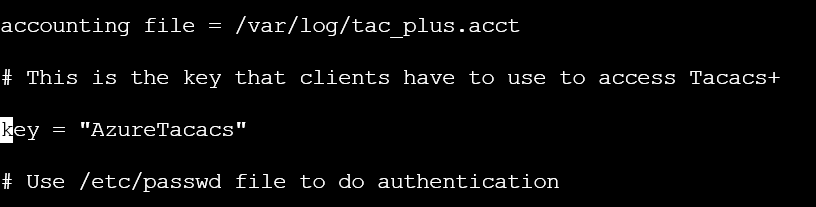 accounting file = /var/log/tac_plus.acct
# This is the key that clients have to use to access Tacacs+
key = "AzureTacacs"
# Use /etc/passwd file to do authentication